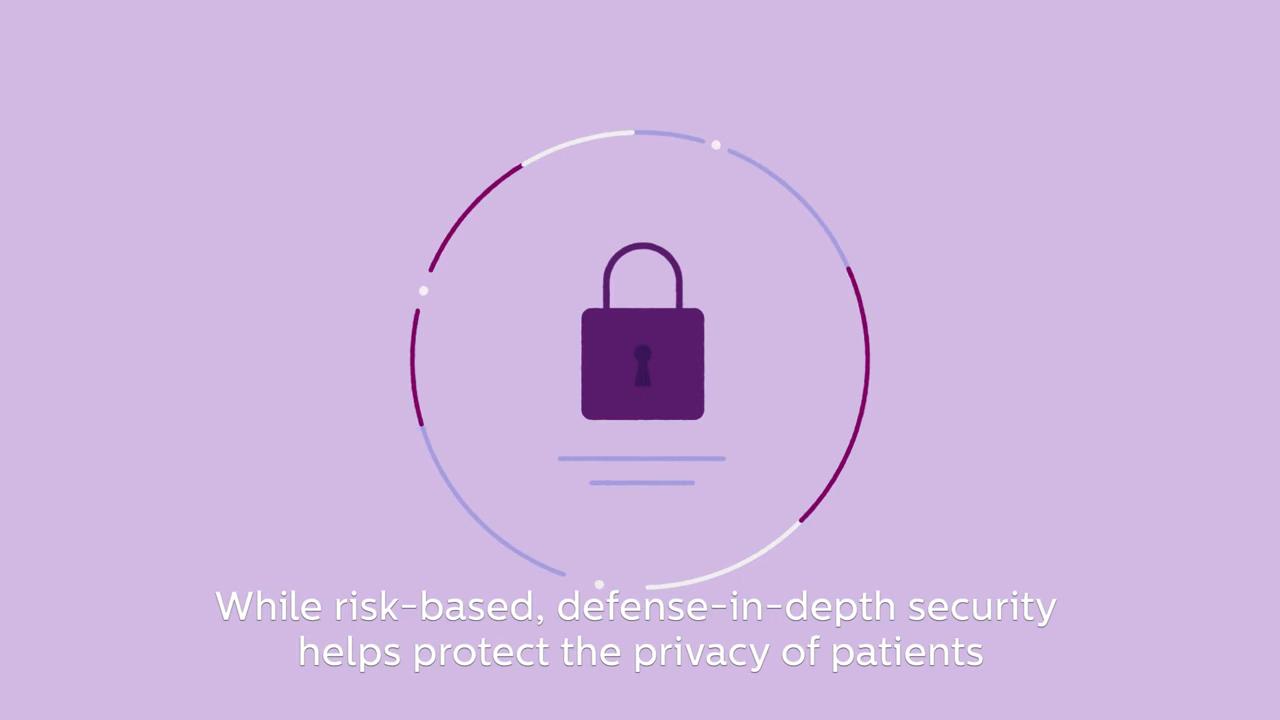 While risk-based, defense-in-depth security
helps protect the privacy of patients